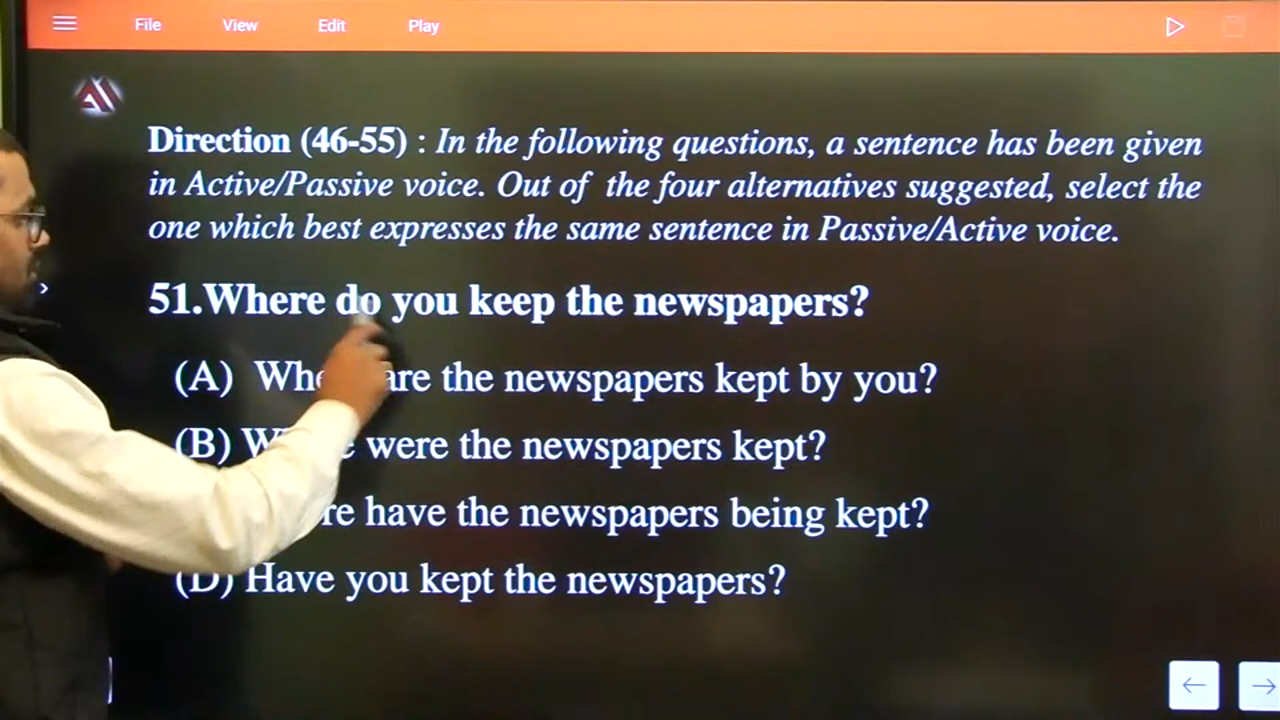 File View Edit Play
Direction (46-55) : In the following questions, a sentence has been given
in Active/Passive voice. Out of the four alternatives suggested, select the
one which best expresses the same sentence in Passive/Active voice.
51.Where do you keep the newspapers?
(A) are the newspapers kept by you?
(B) were the newspapers kept?
have the newspapers being kept?
(D) Have you kept the newspapers?